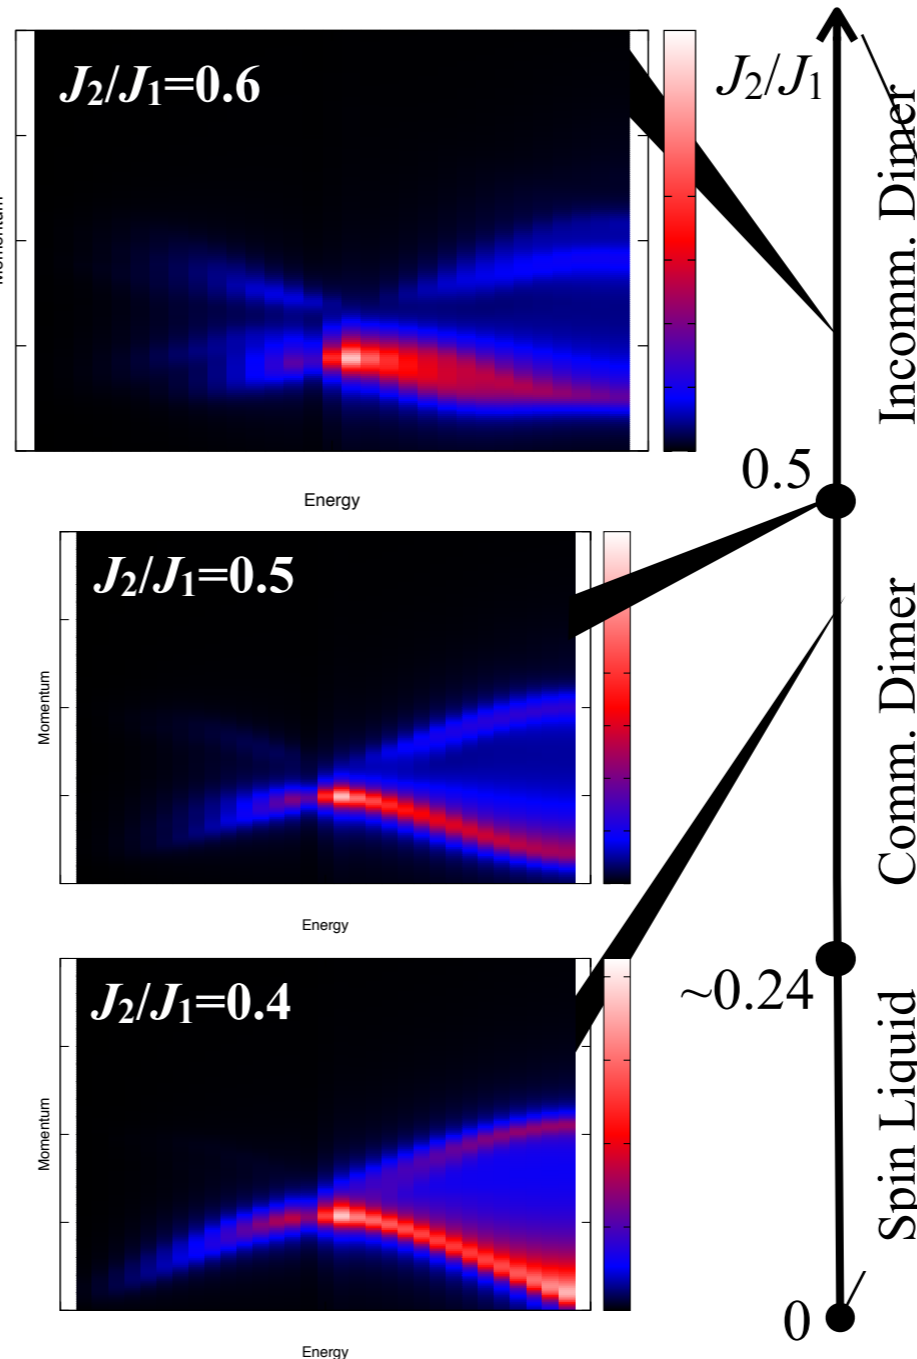 J₂/J₁=0.6
J₂/J₁
Incomm. Dimer
0.5
Energy
J₂/J₁=0.5
Momentum
Comm. Dimer
Energy
J₂/J₁=0.4
~0.24
Momentum
Spin Liquid
0
Energy